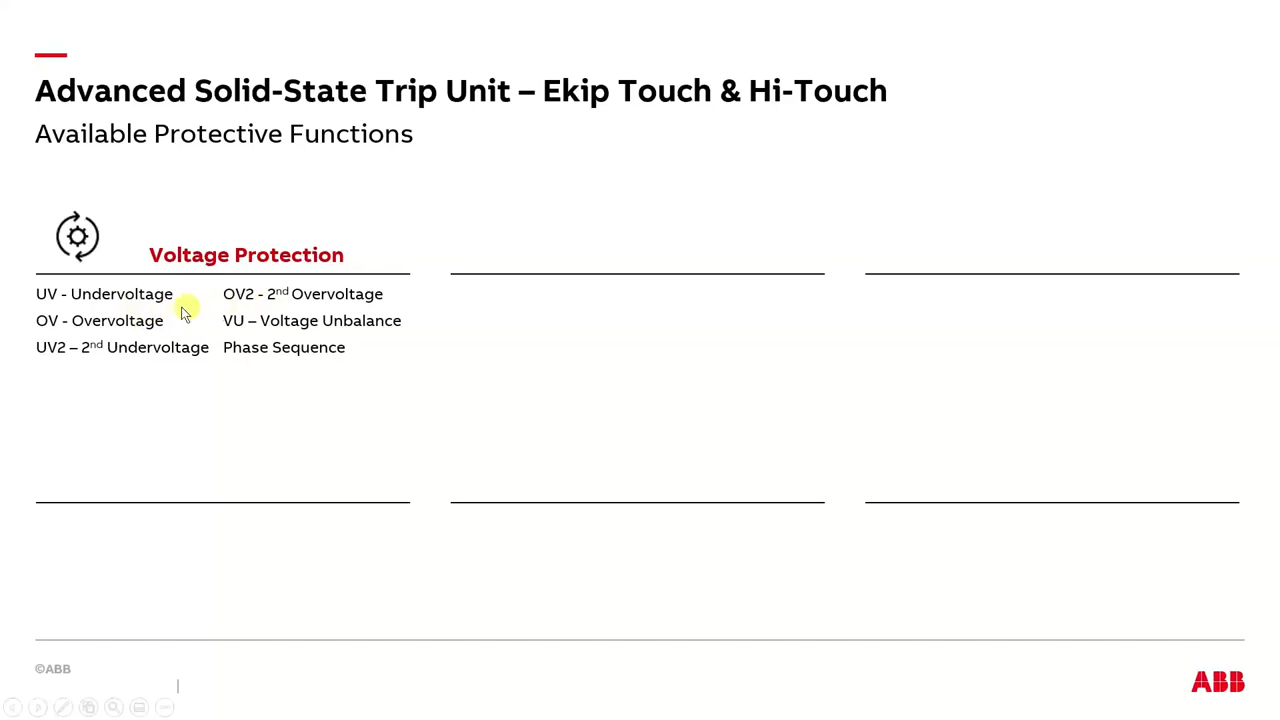 Advanced Solid-State Trip Unit – Ekip Touch & Hi-Touch
Available Protective Functions
Voltage Protection
UV - Undervoltage
OV - Overvoltage
UV2 – 2nd Undervoltage
OV2 - 2nd Overvoltage
VU – Voltage Unbalance
Phase Sequence
©ABB
ABB